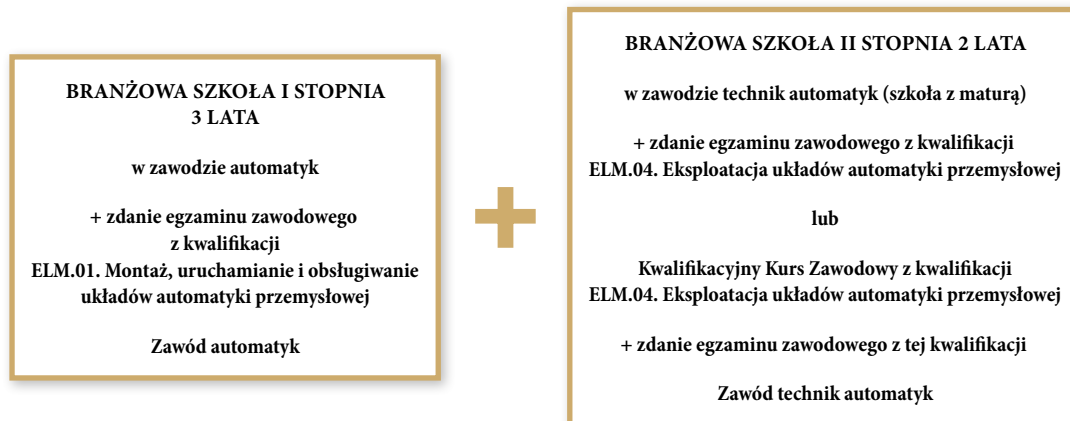 BRANŻOWA SZKOŁA I STOPNIA
3 LATA
w zawodzie automatyk
+ zdanie egzaminu zawodowego
z kwalifikacji
ELM.01. Montaż, uruchamianie i obsługiwanie
układów automatyki przemysłowej
Zawód automatyk
+
BRANŻOWA SZKOŁA II STOPNIA 2 LATA
w zawodzie technik automatyk (szkoła z maturą)
+ zdanie egzaminu zawodowego z kwalifikacji
ELM.04. Eksploatacja układów automatyki przemysłowej
lub
Kwalifikacyjny Kurs Zawodowy z kwalifikacji
ELM.04. Eksploatacja układów automatyki przemysłowej
+ zdanie egzaminu zawodowego z tej kwalifikacji
Zawód technik automatyk